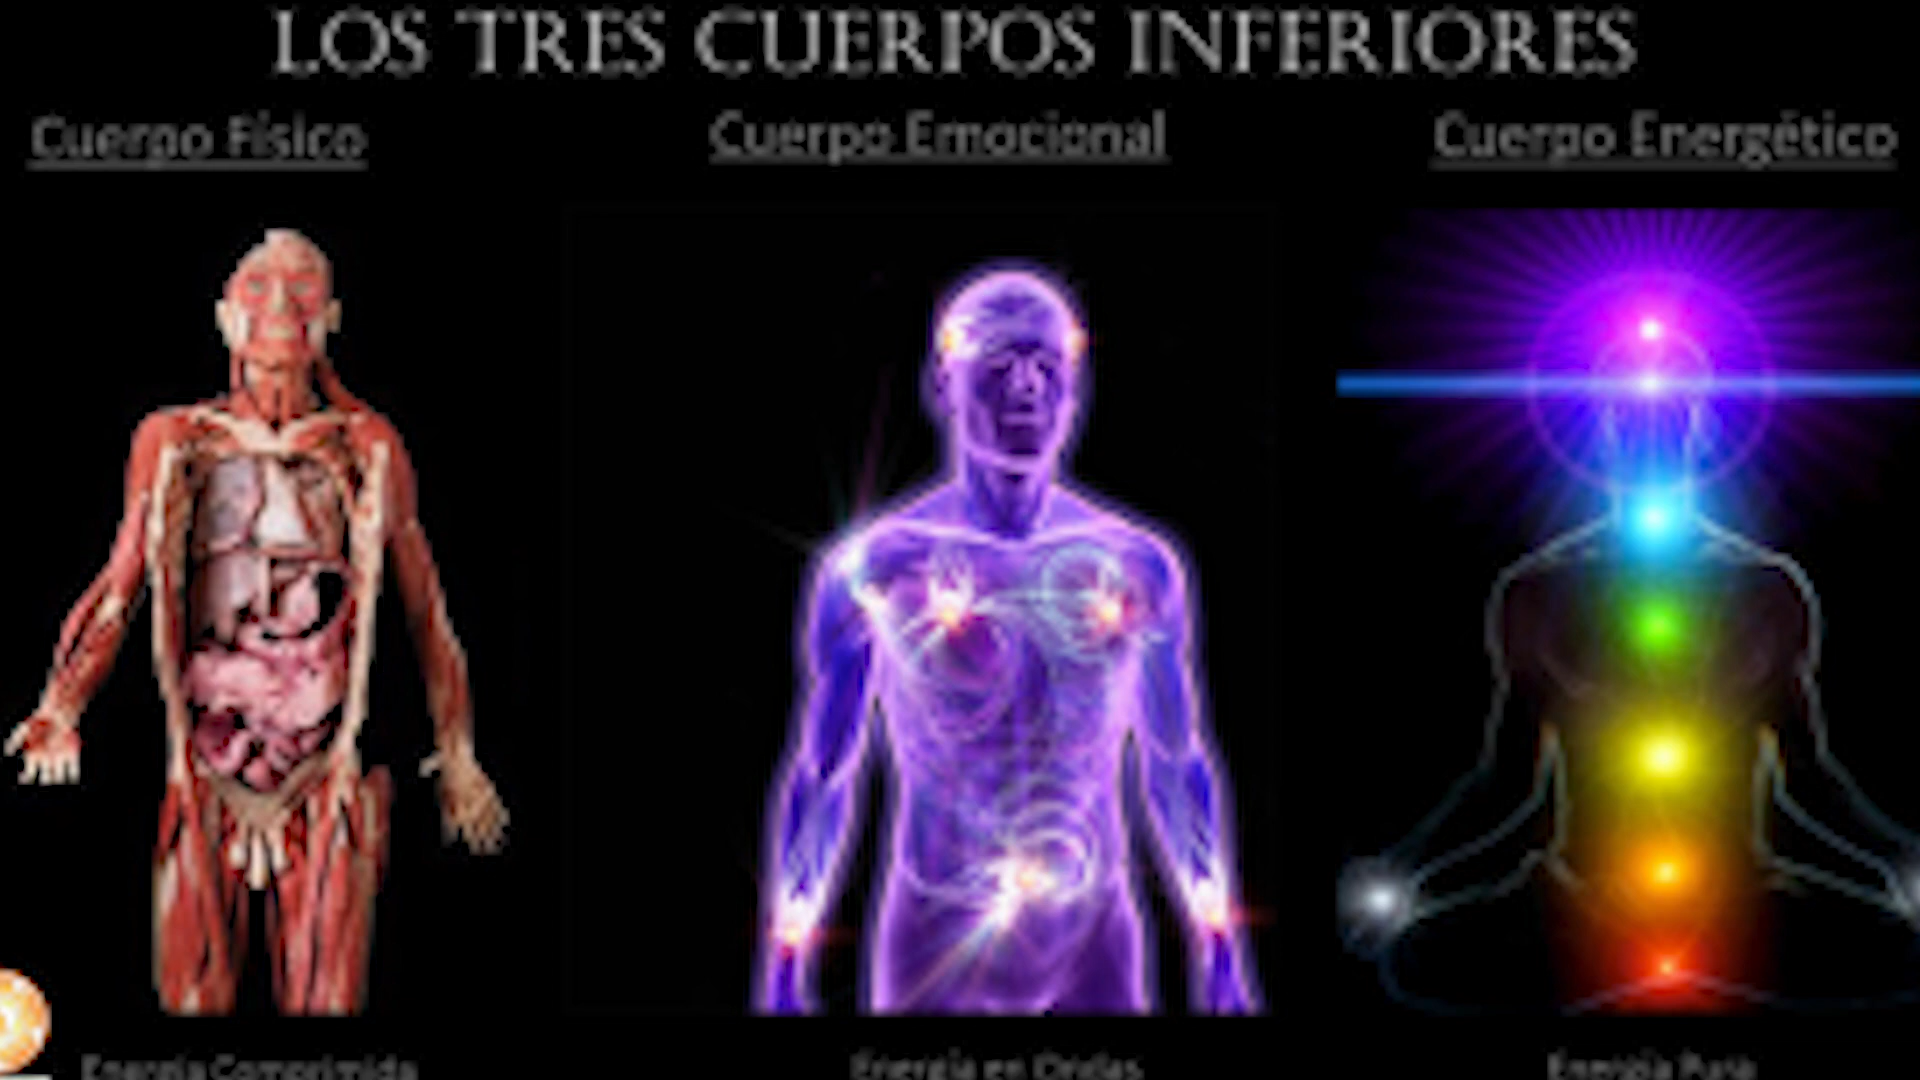 LOS TRES CUERPOS INFERIORES
Cuerpo Físico
Cuerpo Emocional
Cuerpo Energético
Energía Comprimida
Energía en Ondas
Energía Pura